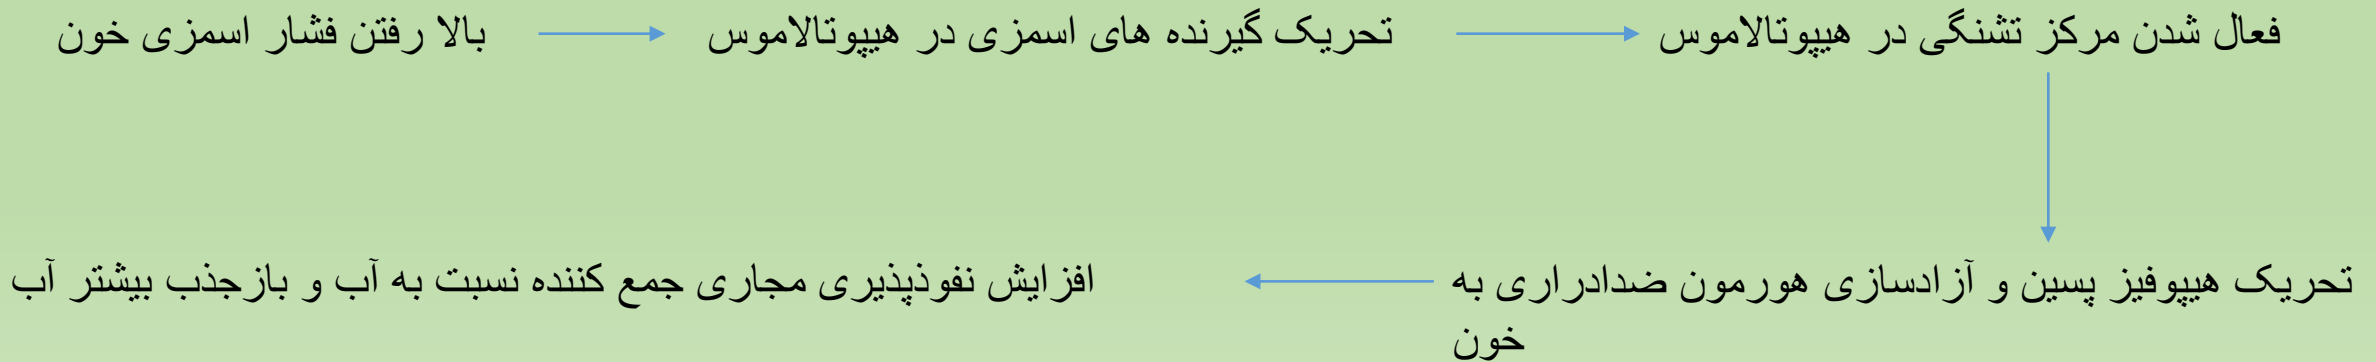 بالا رفتن فشار اسمزی خون
تحریک گیرنده های اسمزی در هیپوتالاموس
فعال شدن مرکز تشنگی در هیپوتالاموس
تحریک هیپوفیز پسین و آزادسازی هورمون ضدادراری به
خون
افزایش نفوذپذیری مجاری جمع کننده نسبت به آب و بازجذب بیشتر آب